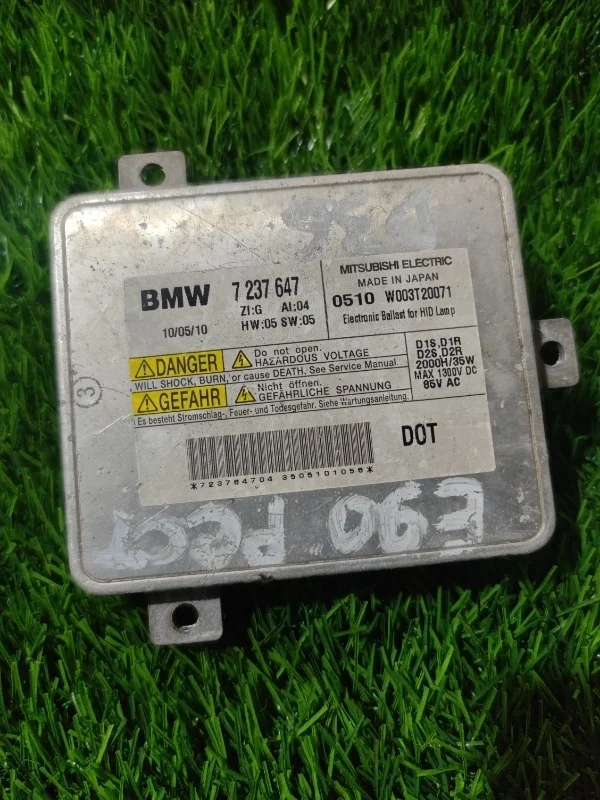 BMW 7 237 647
10/05/10
ZI:G AI:04
HW:05 SW:05
MITSUBISHI ELECTRIC
MADE IN JAPAN
0510 W003T20071
Electronic Ballast for HID Lamp
DANGER Do not open.
HAZARDOUS VOLTAGE
WILL SHOCK, BURN, or cause DEATH. See Service Manual.
GEFAHR Nicht öffnen.
GEFÄHRLICHE SPANNUNG
Es besteht Stromschlag-, Feuer- und Todesgefahr. Siehe Wartungsanleitung.
D1S,D1R
D2S,D2R
2000H/35W
MAX 1300V DC
85V AC
*723764704 3505101056*
DOT
3
E90 РЕСТ